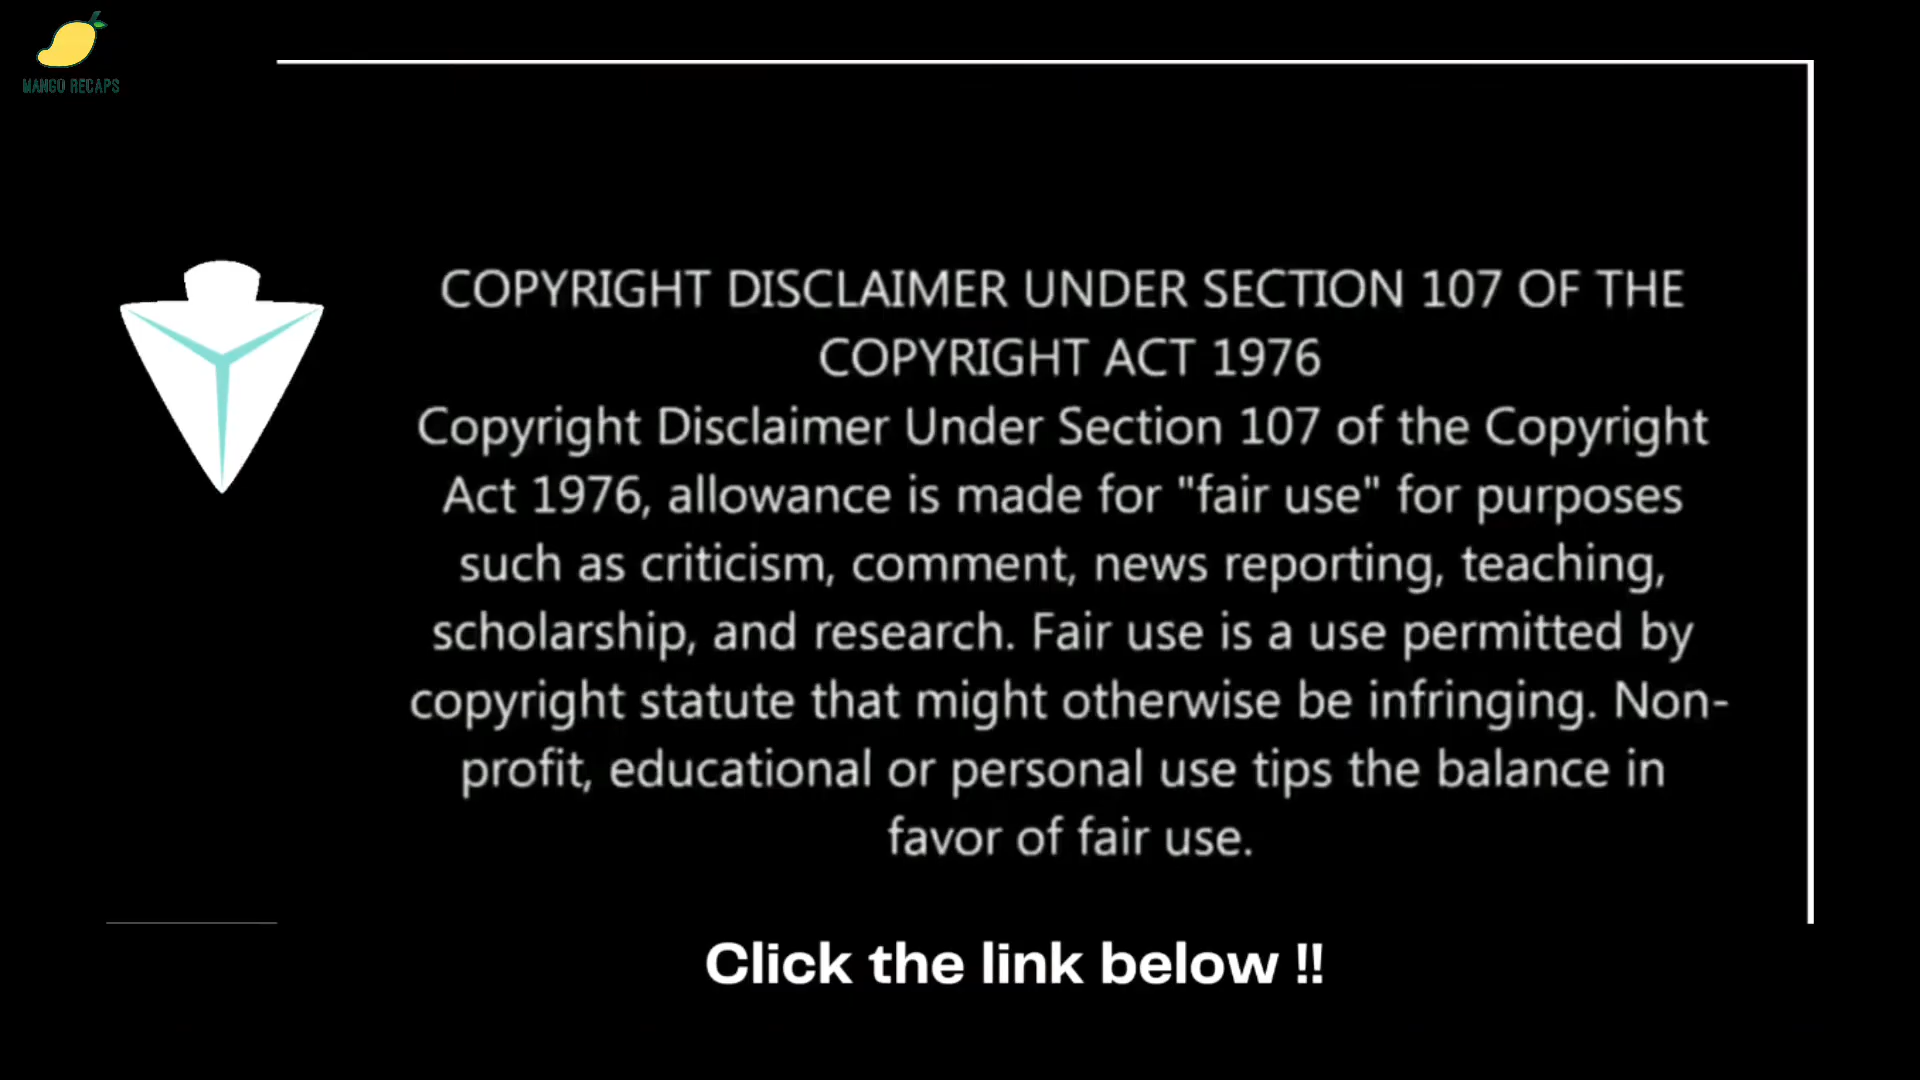 MANGO RECAPS
COPYRIGHT DISCLAIMER UNDER SECTION 107 OF THE
COPYRIGHT ACT 1976
Copyright Disclaimer Under Section 107 of the Copyright
Act 1976, allowance is made for "fair use" for purposes
such as criticism, comment, news reporting, teaching,
scholarship, and research. Fair use is a use permitted by
copyright statute that might otherwise be infringing. Non-
profit, educational or personal use tips the balance in
favor of fair use.
Click the link below !!